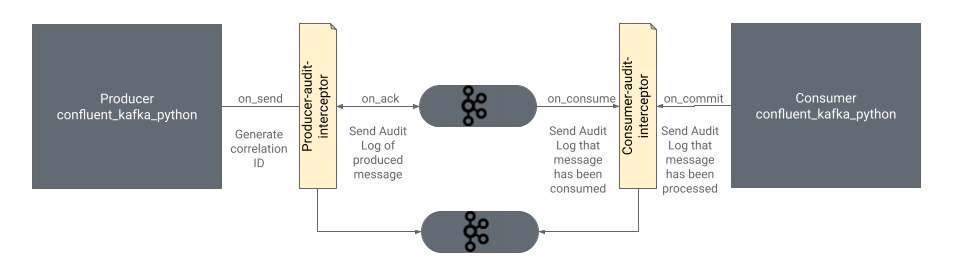 Producer
confluent_kafka_python
on_send
Generate
correlation
ID
Producer-audit-
interceptor
on_ack
Send Audit
Log of
produced
message
on_consume
Send Audit
Log that
message
has been
consumed
Consumer-audit-
interceptor
on_commit
Send Audit
Log that
message
has been
processed
Consumer
confluent_kafka_python